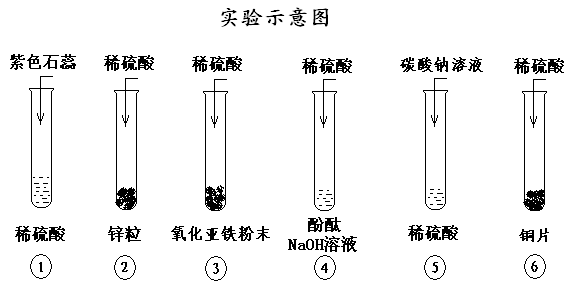 实验示意图
紫色石蕊 稀硫酸 稀硫酸 稀硫酸 碳酸钠溶液 稀硫酸
稀硫酸 锌粒 氧化亚铁粉末 酚酞 NaOH溶液 稀硫酸 铜片
① ② ③ ④ ⑤ ⑥